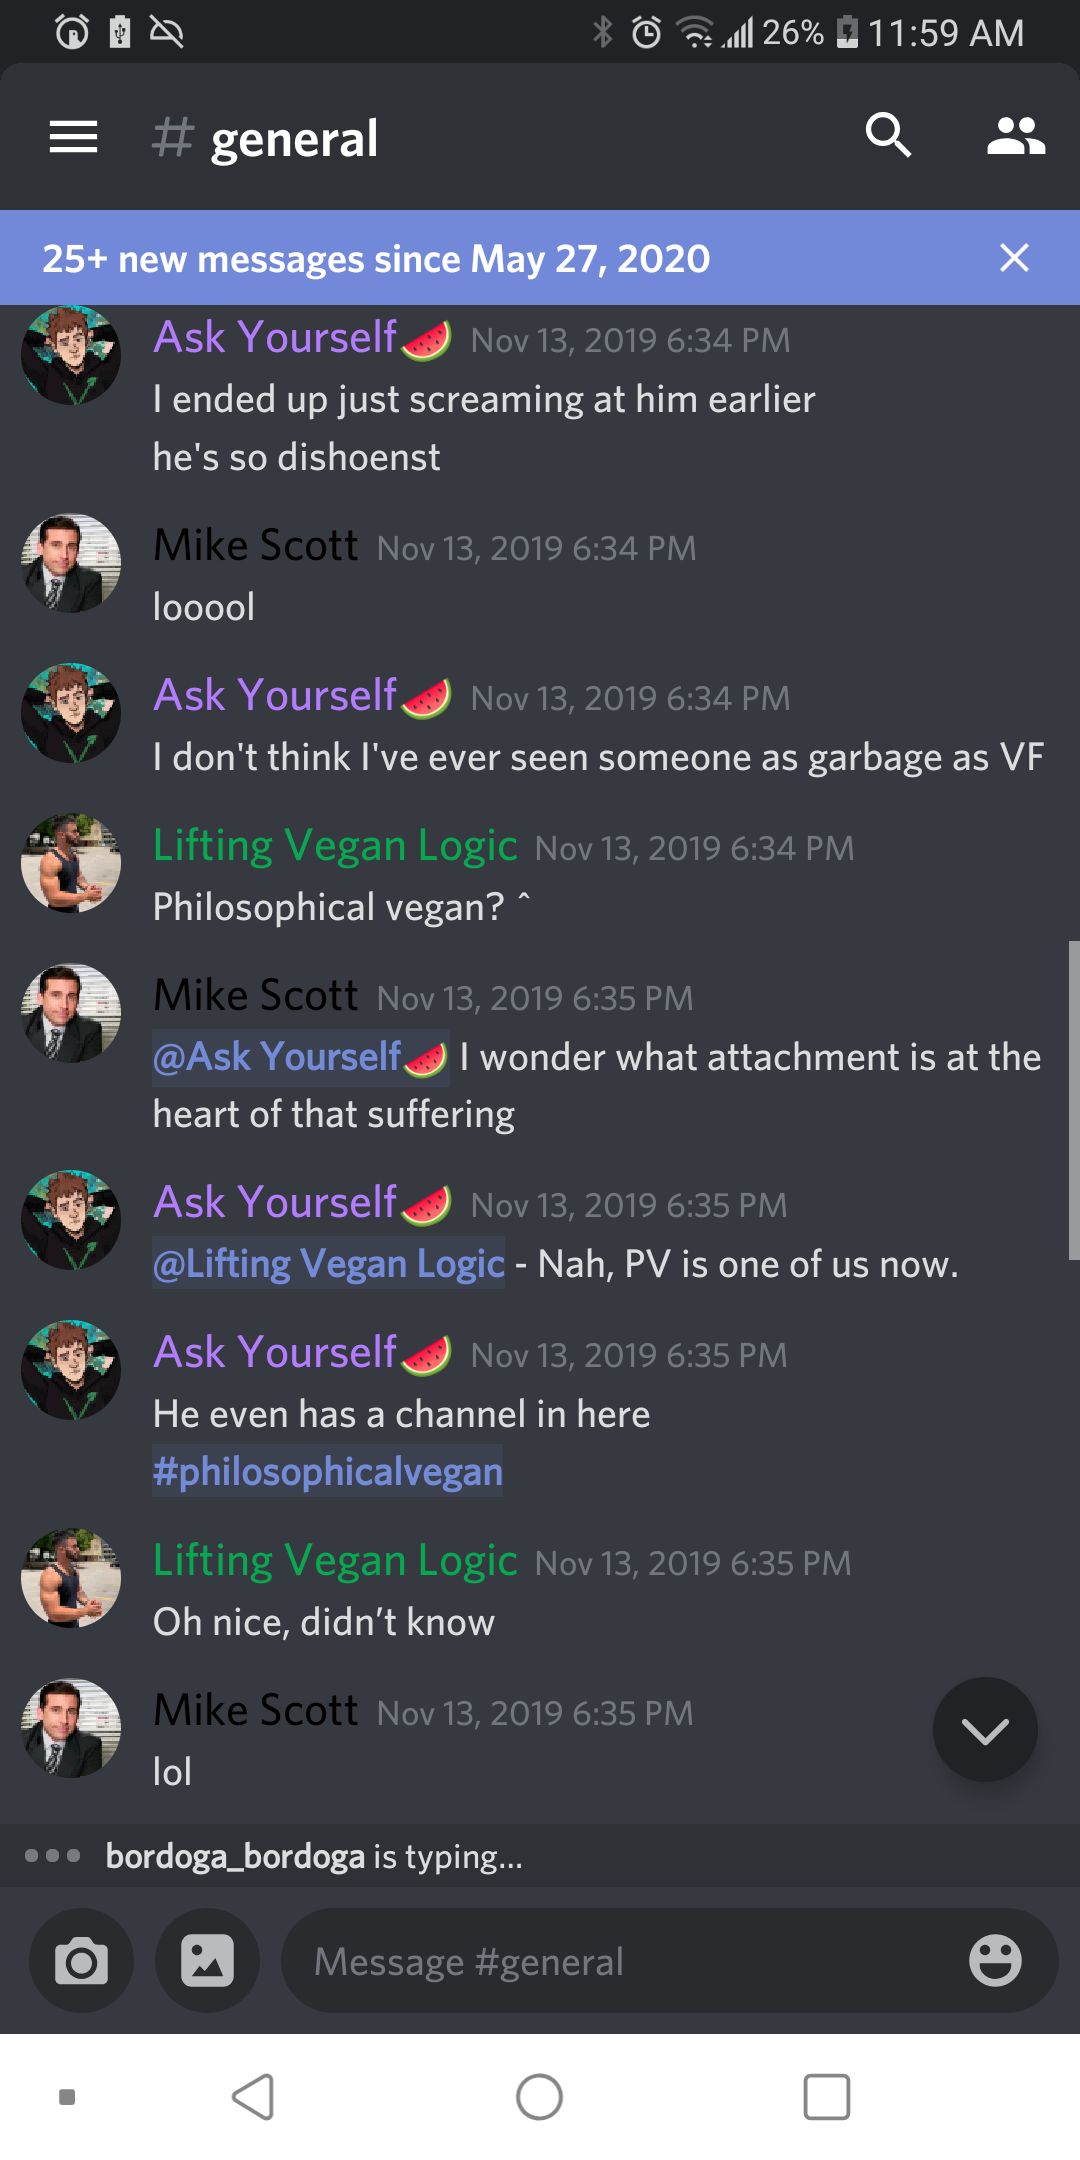 26% 11:59 AM
# general
25+ new messages since May 27, 2020
Ask Yourself🍉 Nov 13, 2019 6:34 PM
I ended up just screaming at him earlier
he's so dishoenst
Mike Scott Nov 13, 2019 6:34 PM
looool
Ask Yourself🍉 Nov 13, 2019 6:34 PM
I don't think I've ever seen someone as garbage as VF
Lifting Vegan Logic Nov 13, 2019 6:34 PM
Philosophical vegan? ^
Mike Scott Nov 13, 2019 6:35 PM
@Ask Yourself🍉 I wonder what attachment is at the
heart of that suffering
Ask Yourself🍉 Nov 13, 2019 6:35 PM
@Lifting Vegan Logic - Nah, PV is one of us now.
Ask Yourself🍉 Nov 13, 2019 6:35 PM
He even has a channel in here
#philosophicalvegan
Lifting Vegan Logic Nov 13, 2019 6:35 PM
Oh nice, didn’t know
Mike Scott Nov 13, 2019 6:35 PM
lol
bordoga_bordoga is typing...
Message #general